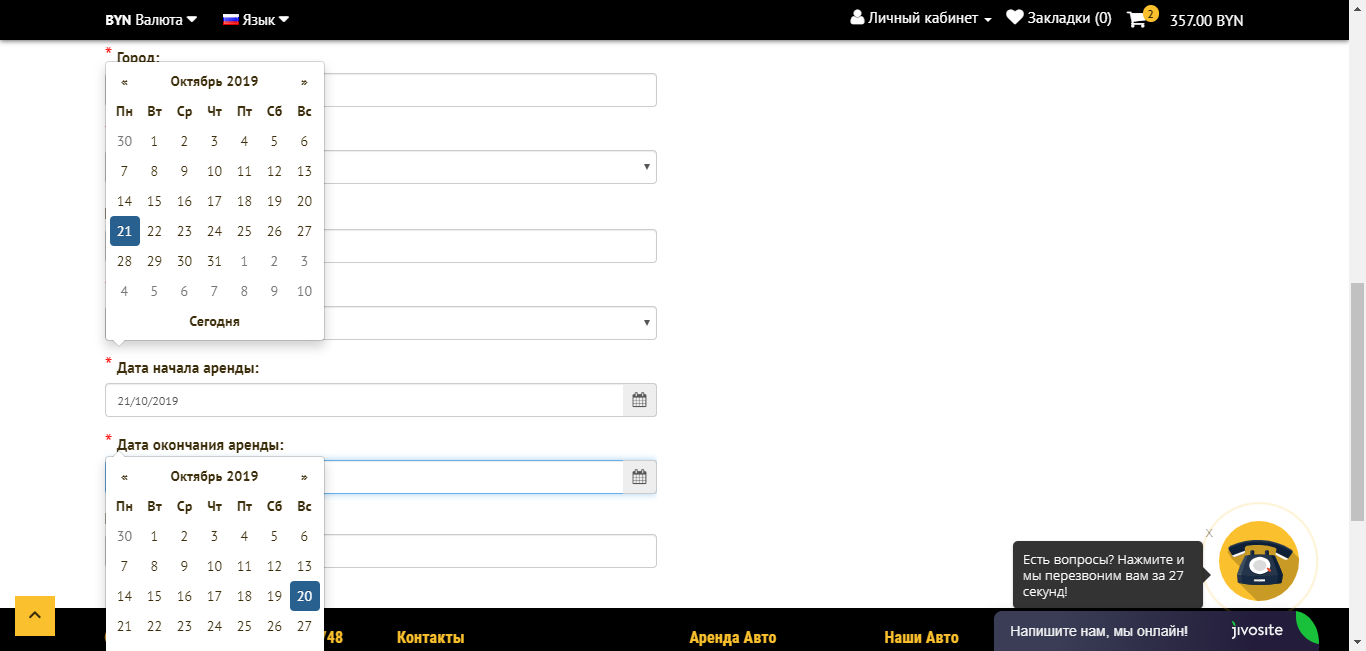 BYN Валюта
Язык
Личный кабинет
Закладки (0)
2
357.00 BYN
* Город:
« Октябрь 2019 »
Пн Вт Ср Чт Пт Сб Вс
30 1 2 3 4 5 6
7 8 9 10 11 12 13
14 15 16 17 18 19 20
21 22 23 24 25 26 27
28 29 30 31 1 2 3
4 5 6 7 8 9 10
Сегодня
* Дата начала аренды:
21/10/2019
* Дата окончания аренды:
« Октябрь 2019 »
Пн Вт Ср Чт Пт Сб Вс
30 1 2 3 4 5 6
7 8 9 10 11 12 13
14 15 16 17 18 19 20
21 22 23 24 25 26 27
X
Есть вопросы? Нажмите и
мы перезвоним вам за 27
секунд!
Напишите нам, мы онлайн!
jivosite
Контакты
Аренда Авто
Наши Авто